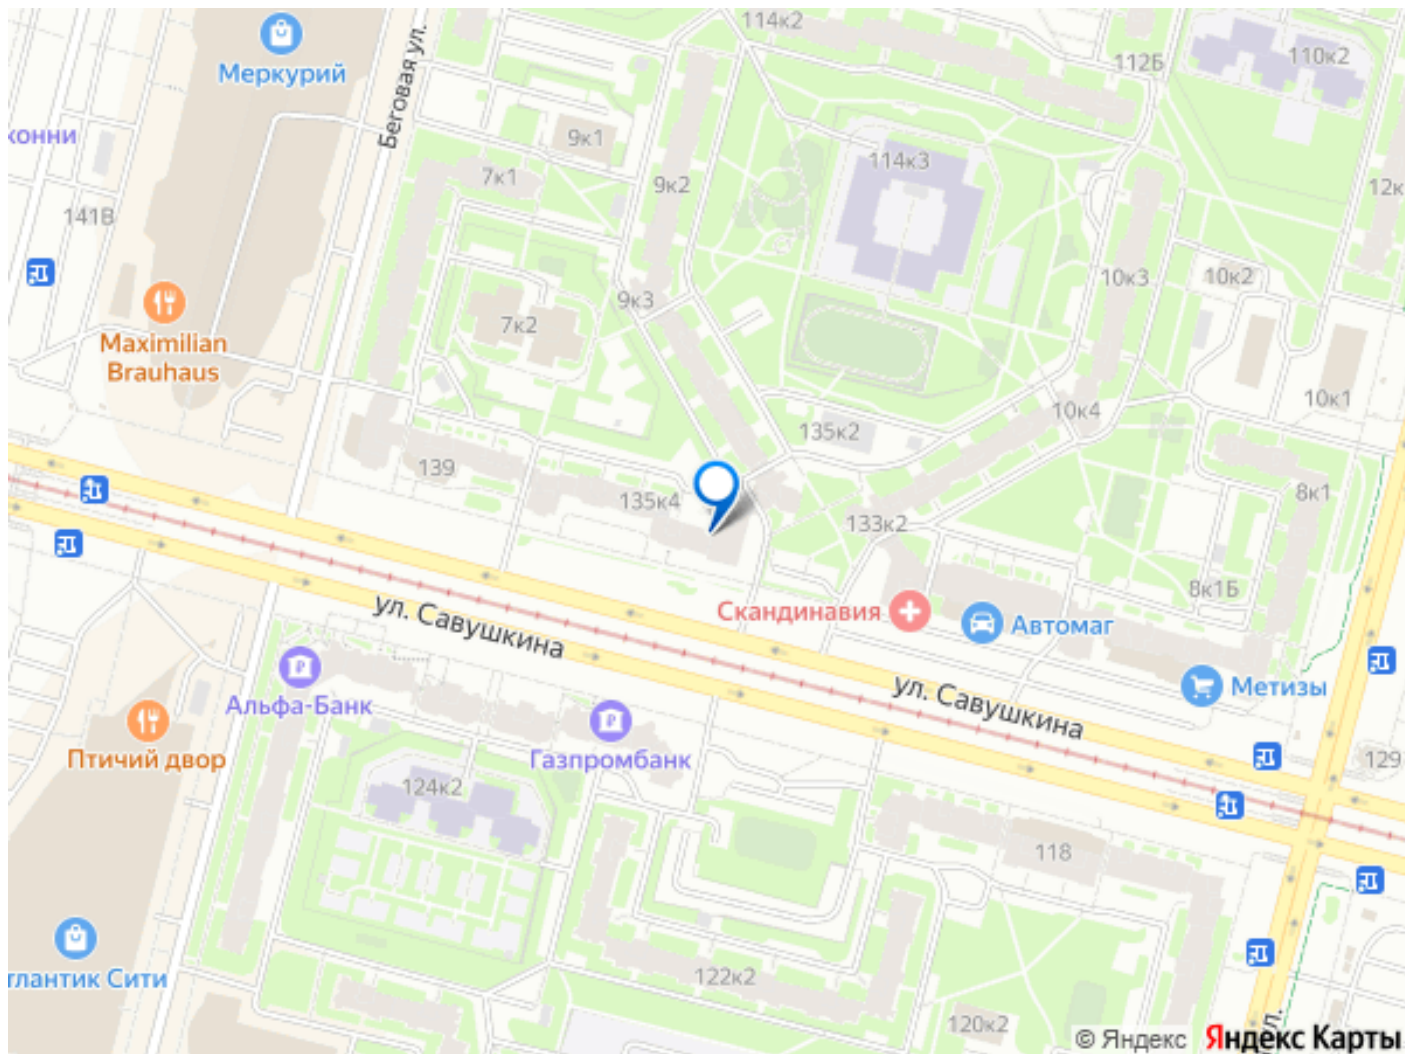 114к2
Меркурий
Беговая ул.
112Б
110к2
хонни
9к1
114к3
7к1
9к2
12к
141В
10к3
10к2
9к3
7к2
Maximilian
Brauhaus
10к1
10к4
135к2
139
135к4
8к1
133к2
8к1Б
Скандинавия
Автомаг
ул. Савушкина
Метизы
ул. Савушкина
Альфа-Банк
Птичий двор
Газпромбанк
129
124к2
118
тлантик Сити
122к2
120к2
ул.
© Яндекс Яндекс Карты